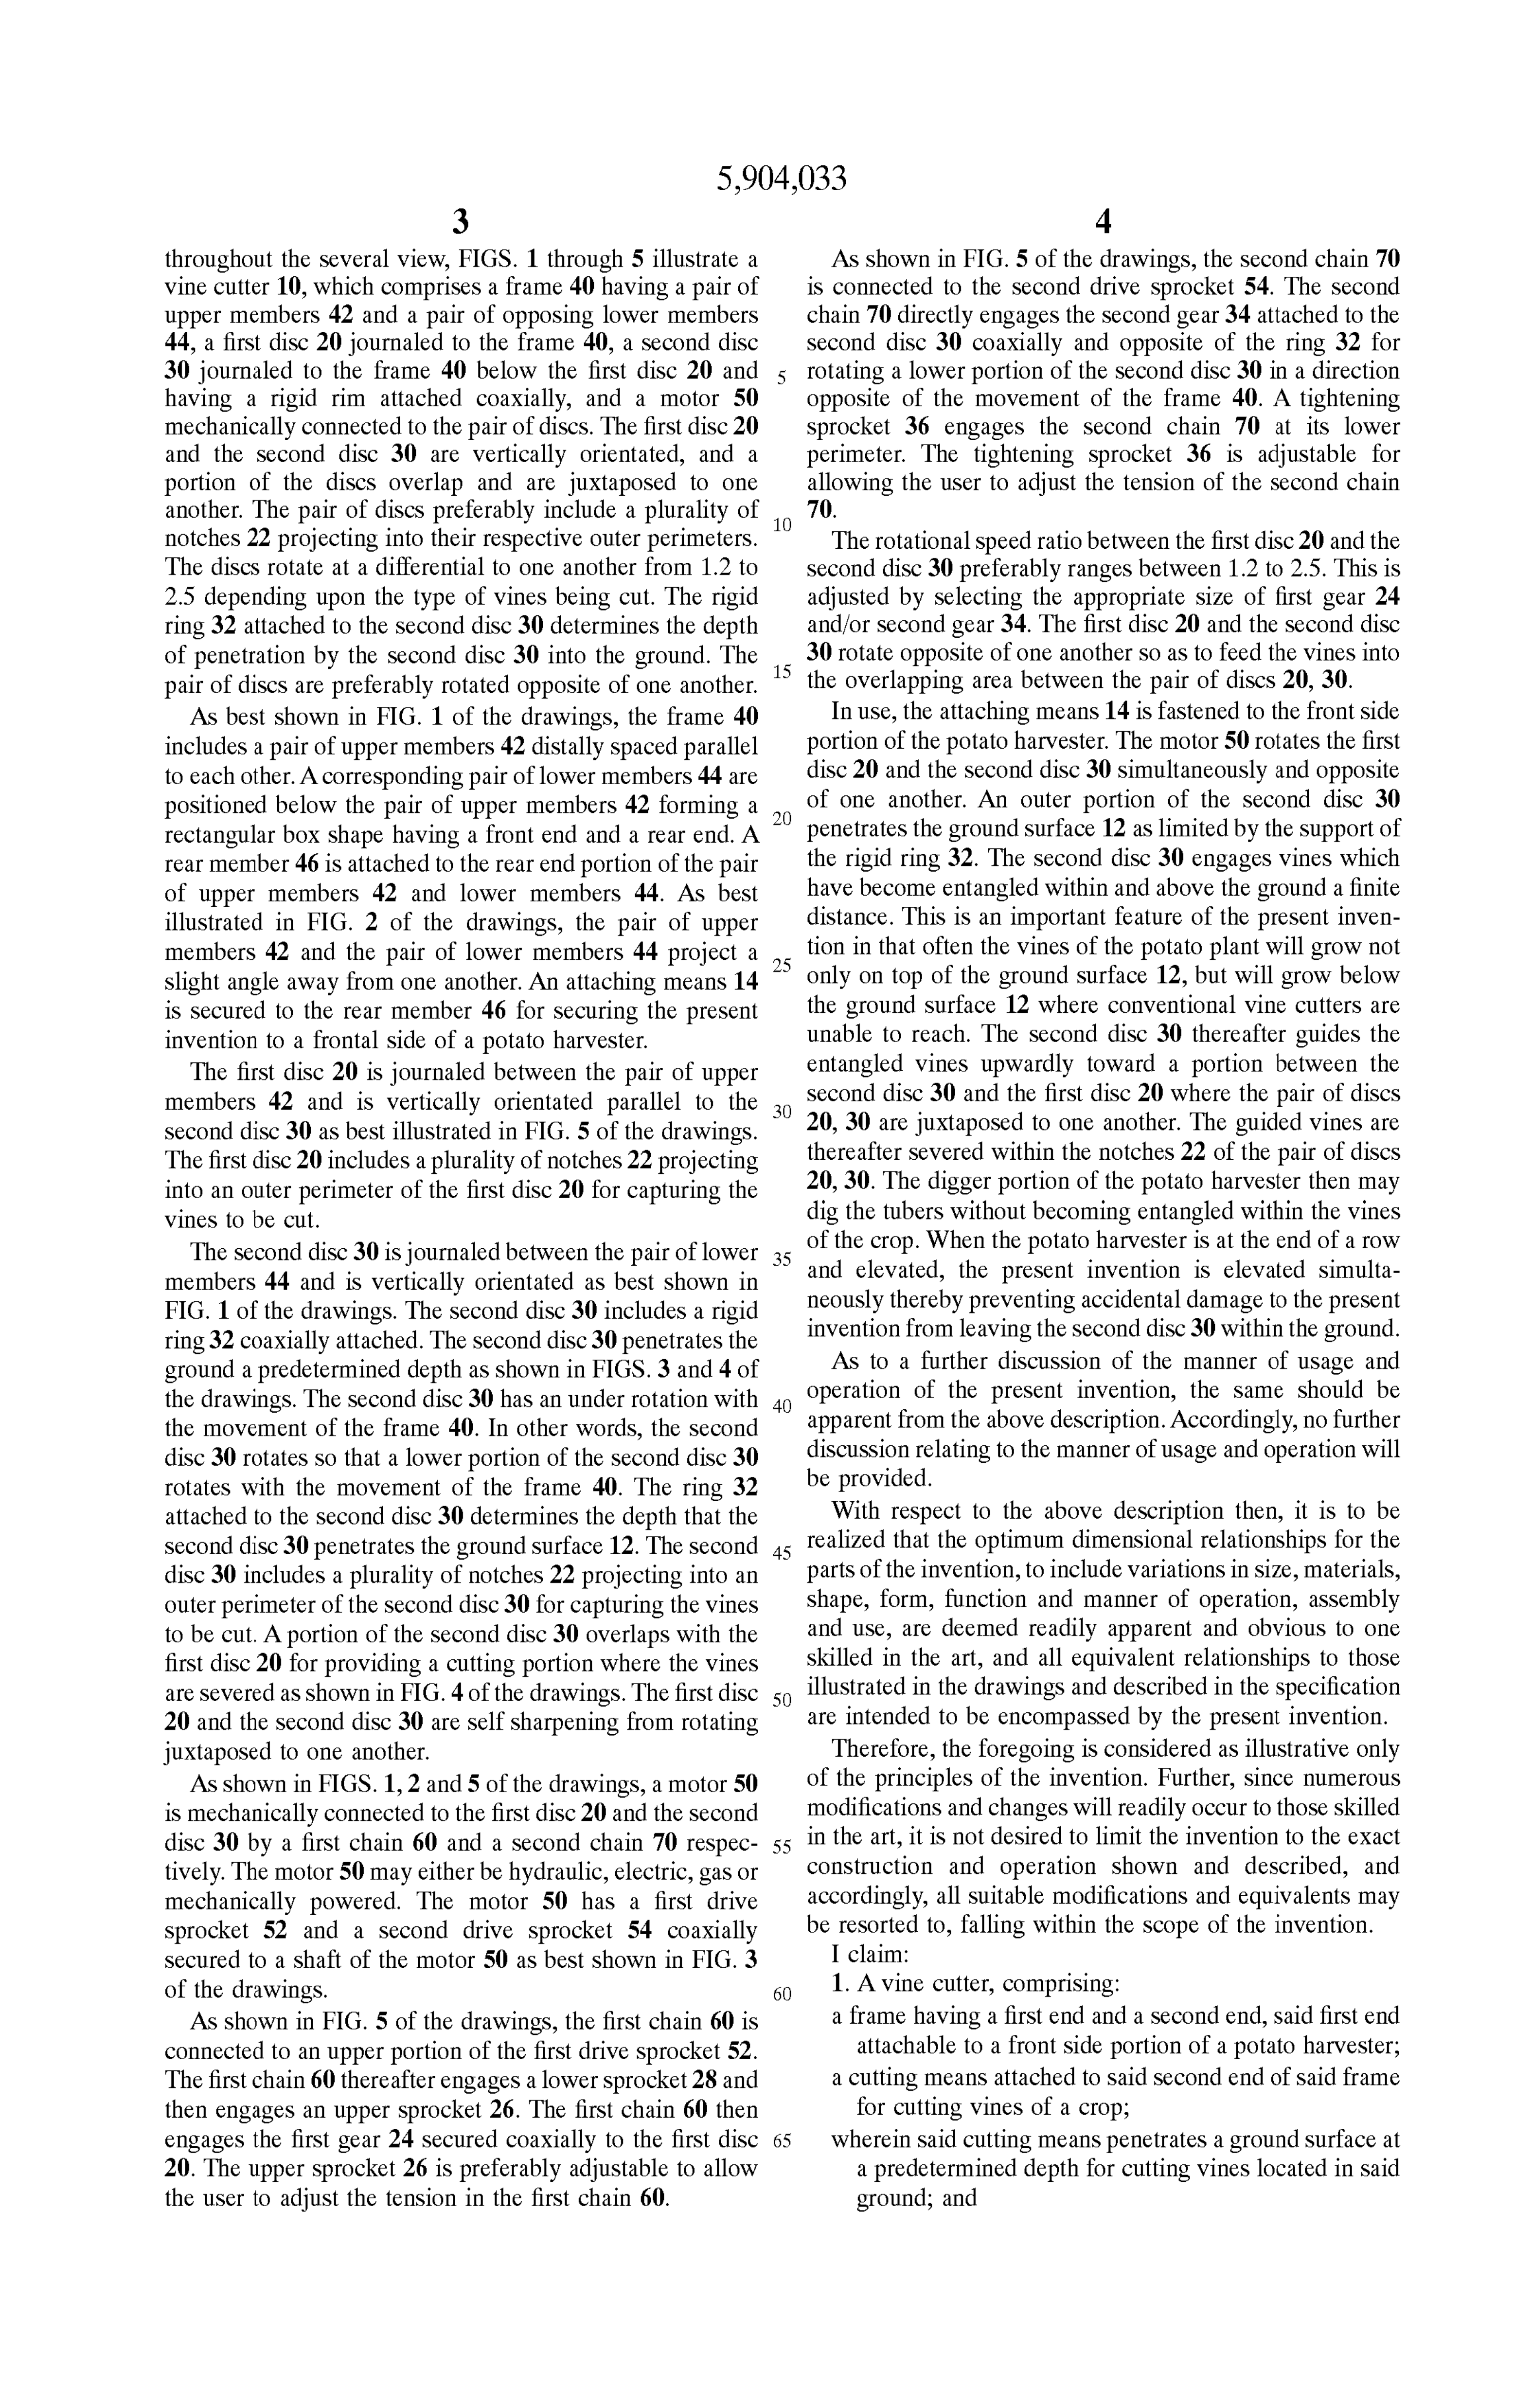 5,904,033
3
throughout the several view, FIGS. 1 through 5 illustrate a
vine cutter 10, which comprises a frame 40 having a pair of
upper members 42 and a pair of opposing lower members
44, a first disc 20 journaled to the frame 40, a second disc
30 journaled to the frame 40 below the first disc 20 and
having a rigid rim attached coaxially, and a motor 50
mechanically connected to the pair of discs. The first disc 20
and the second disc 30 are vertically orientated, and a
portion of the discs overlap and are juxtaposed to one
another. The pair of discs preferably include a plurality of
notches 22 projecting into their respective outer perimeters.
The discs rotate at a differential to one another from 1.2 to
2.5 depending upon the type of vines being cut. The rigid
ring 32 attached to the second disc 30 determines the depth
of penetration by the second disc 30 into the ground. The
pair of discs are preferably rotated opposite of one another.
As best shown in FIG. 1 of the drawings, the frame 40
includes a pair of upper members 42 distally spaced parallel
to each other. A corresponding pair of lower members 44 are
positioned below the pair of upper members 42 forming a
rectangular box shape having a front end and a rear end. A
rear member 46 is attached to the rear end portion of the pair
of upper members 42 and lower members 44. As best
illustrated in FIG. 2 of the drawings, the pair of upper
members 42 and the pair of lower members 44 project a
slight angle away from one another. An attaching means 14
is secured to the rear member 46 for securing the present
invention to a frontal side of a potato harvester.
The first disc 20 is journaled between the pair of upper
members 42 and is vertically orientated parallel to the
second disc 30 as best illustrated in FIG. 5 of the drawings.
The first disc 20 includes a plurality of notches 22 projecting
into an outer perimeter of the first disc 20 for capturing the
vines to be cut.
The second disc 30 is journaled between the pair of lower
members 44 and is vertically orientated as best shown in
FIG. 1 of the drawings. The second disc 30 includes a rigid
ring 32 coaxially attached. The second disc 30 penetrates the
ground a predetermined depth as shown in FIGS. 3 and 4 of
the drawings. The second disc 30 has an under rotation with
the movement of the frame 40. In other words, the second
disc 30 rotates so that a lower portion of the second disc 30
rotates with the movement of the frame 40. The ring 32
attached to the second disc 30 determines the depth that the
second disc 30 penetrates the ground surface 12. The second
disc 30 includes a plurality of notches 22 projecting into an
outer perimeter of the second disc 30 for capturing the vines
to be cut. A portion of the second disc 30 overlaps with the
first disc 20 for providing a cutting portion where the vines
are severed as shown in FIG. 4 of the drawings. The first disc
20 and the second disc 30 are self sharpening from rotating
juxtaposed to one another.
As shown in FIGS. 1, 2 and 5 of the drawings, a motor 50
is mechanically connected to the first disc 20 and the second
disc 30 by a first chain 60 and a second chain 70 respec-
tively. The motor 50 may either be hydraulic, electric, gas or
mechanically powered. The motor 50 has a first drive
sprocket 52 and a second drive sprocket 54 coaxially
secured to a shaft of the motor 50 as best shown in FIG. 3
of the drawings.
As shown in FIG. 5 of the drawings, the first chain 60 is
connected to an upper portion of the first drive sprocket 52.
The first chain 60 thereafter engages a lower sprocket 28 and
then engages an upper sprocket 26. The first chain 60 then
engages the first gear 24 secured coaxially to the first disc
20. The upper sprocket 26 is preferably adjustable to allow
the user to adjust the tension in the first chain 60.
5
10
15
20
25
30
35
40
45
50
55
60
65
4
As shown in FIG. 5 of the drawings, the second chain 70
is connected to the second drive sprocket 54. The second
chain 70 directly engages the second gear 34 attached to the
second disc 30 coaxially and opposite of the ring 32 for
rotating a lower portion of the second disc 30 in a direction
opposite of the movement of the frame 40. A tightening
sprocket 36 engages the second chain 70 at its lower
perimeter. The tightening sprocket 36 is adjustable for
allowing the user to adjust the tension of the second chain
70.
The rotational speed ratio between the first disc 20 and the
second disc 30 preferably ranges between 1.2 to 2.5. This is
adjusted by selecting the appropriate size of first gear 24
and/or second gear 34. The first disc 20 and the second disc
30 rotate opposite of one another so as to feed the vines into
the overlapping area between the pair of discs 20, 30.
In use, the attaching means 14 is fastened to the front side
portion of the potato harvester. The motor 50 rotates the first
disc 20 and the second disc 30 simultaneously and opposite
of one another. An outer portion of the second disc 30
penetrates the ground surface 12 as limited by the support of
the rigid ring 32. The second disc 30 engages vines which
have become entangled within and above the ground a finite
distance. This is an important feature of the present inven-
tion in that often the vines of the potato plant will grow not
only on top of the ground surface 12, but will grow below
the ground surface 12 where conventional vine cutters are
unable to reach. The second disc 30 thereafter guides the
entangled vines upwardly toward a portion between the
second disc 30 and the first disc 20 where the pair of discs
20, 30 are juxtaposed to one another. The guided vines are
thereafter severed within the notches 22 of the pair of discs
20, 30. The digger portion of the potato harvester then may
dig the tubers without becoming entangled within the vines
of the crop. When the potato harvester is at the end of a row
and elevated, the present invention is elevated simulta-
neously thereby preventing accidental damage to the present
invention from leaving the second disc 30 within the ground.
As to a further discussion of the manner of usage and
operation of the present invention, the same should be
apparent from the above description. Accordingly, no further
discussion relating to the manner of usage and operation will
be provided.
With respect to the above description then, it is to be
realized that the optimum dimensional relationships for the
parts of the invention, to include variations in size, materials,
shape, form, function and manner of operation, assembly
and use, are deemed readily apparent and obvious to one
skilled in the art, and all equivalent relationships to those
illustrated in the drawings and described in the specification
are intended to be encompassed by the present invention.
Therefore, the foregoing is considered as illustrative only
of the principles of the invention. Further, since numerous
modifications and changes will readily occur to those skilled
in the art, it is not desired to limit the invention to the exact
construction and operation shown and described, and
accordingly, all suitable modifications and equivalents may
be resorted to, falling within the scope of the invention.
I claim:
1. A vine cutter, comprising:
a frame having a first end and a second end, said first end
attachable to a front side portion of a potato harvester;
a cutting means attached to said second end of said frame
for cutting vines of a crop;
wherein said cutting means penetrates a ground surface at
a predetermined depth for cutting vines located in said
ground; and